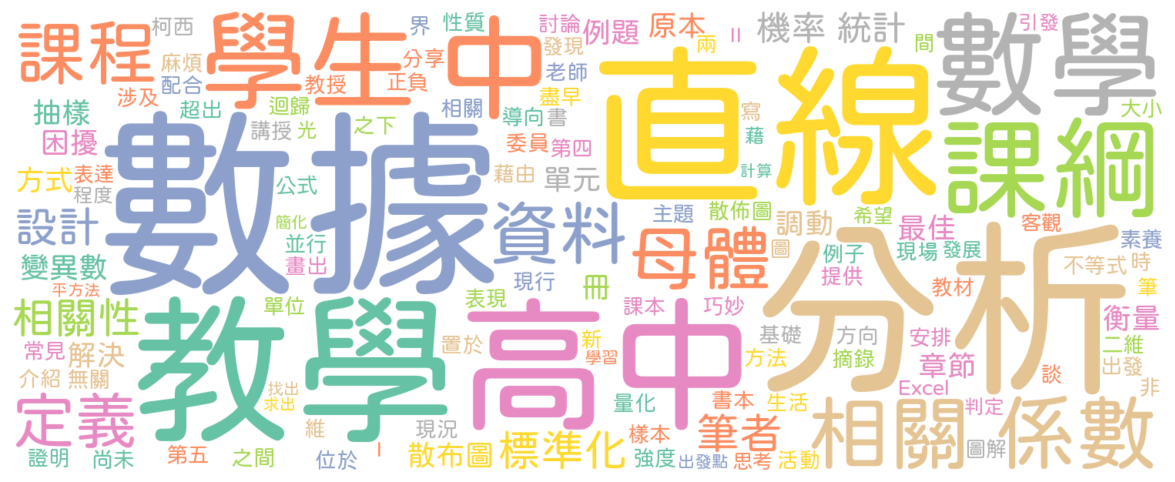 課程
柯西
學生中
界
性質
討論
例題
原本
兩
II
機率
統計
間
數學
引發
麻煩
配合
教授
分享
正負
發現
老師
盡早
直線
大小
涉及
超出
迴歸
相關
導向
書
寫
課綱
抽樣
困擾
數據
講授
光
之下
委員
第四
藉
計算
方式
表達
程度
公式
藉由
單元
設計
簡化
並行
資料
主題
散佈圖
調動
希望
最佳
客觀
素養
變異數
畫出
現行
母體
圖
例子
現場
發展
不等式
時
平方法
提供
分析
教材
筆
相關性
單位
教學
表現
冊
課本
巧妙
衡量
常見
解決
置於
高中
新
基礎
方向
安排
二維
介紹
無關
學習
方法
摘錄
章節
出發
找出
求出
談
非
定義
量化
書本
生活
Excel
判定
維
現況
標準化
樣本
筆者
相關
係數
證明
尚未
第五
之間
位於
I
散布圖
強度
出發點
思考
活動
圖解